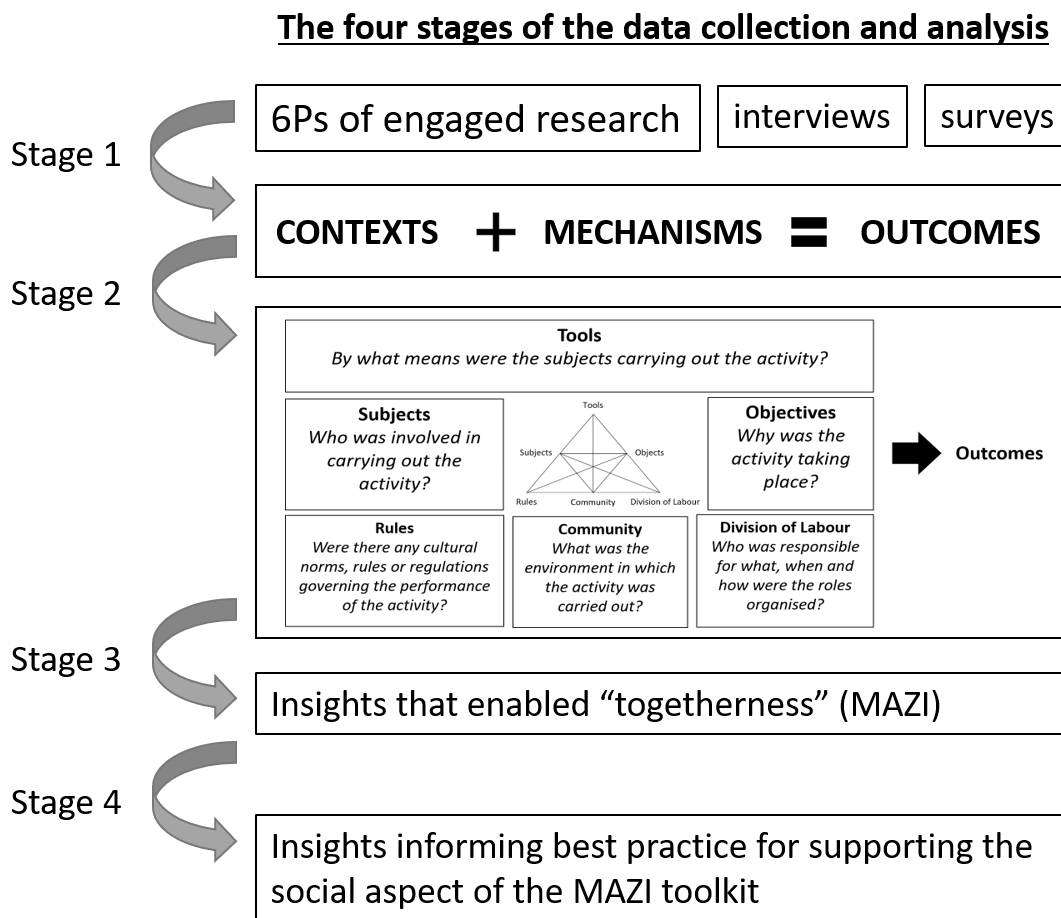 The four stages of the data collection and analysis
6Ps of engaged research
interviews
surveys
Stage 1
CONTEXTS + MECHANISMS = OUTCOMES
Stage 2
Tools
By what means were the subjects carrying out the activity?
Subjects
Who was involved in
carrying out the
activity?
Tools
Subjects
Objects
Rules
Community
Division of Labour
Objectives
Why was the
activity taking
place?
Outcomes
Rules
Were there any cultural
norms, rules or regulations
governing the performance
of the activity?
Community
What was the
environment in which
the activity was
carried out?
Division of Labour
Who was responsible
for what, when and
how were the roles
organised?
Stage 3
Insights that enabled “togetherness” (MAZI)
Stage 4
Insights informing best practice for supporting the
social aspect of the MAZI toolkit